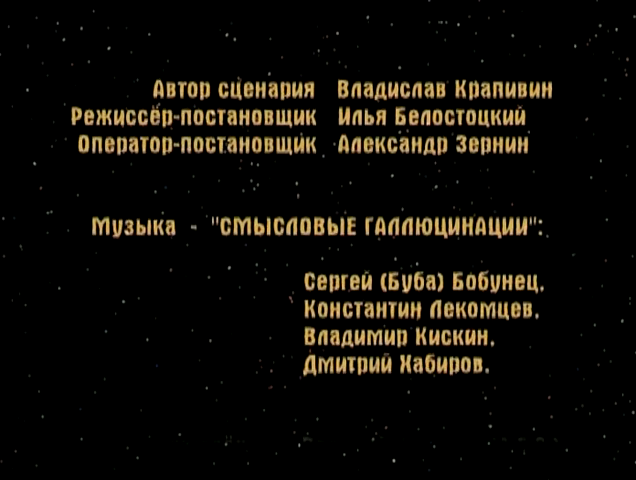 Автор сценария Владислав Крапивин
Режиссёр-постановщик Илья Белостоцкий
Оператор-постановщик Александр Зернин
Музыка - "СМЫСЛОВЫЕ ГАЛЛЮЦИНАЦИИ":
Сергей (Буба) Бобунец,
Константин Лекомцев,
Владимир Кискин,
Дмитрий Хабиров.